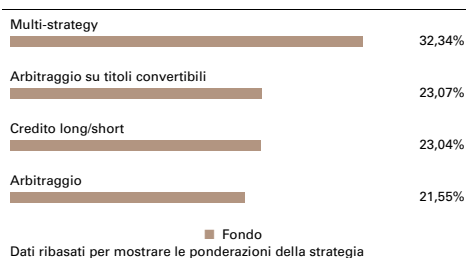 Multi-strategy
32,34%
Arbitraggio su titoli convertibili
23,07%
Credito long/short
23,04%
Arbitraggio
21,55%
Fondo
Dati ribasati per mostrare le ponderazioni della strategia